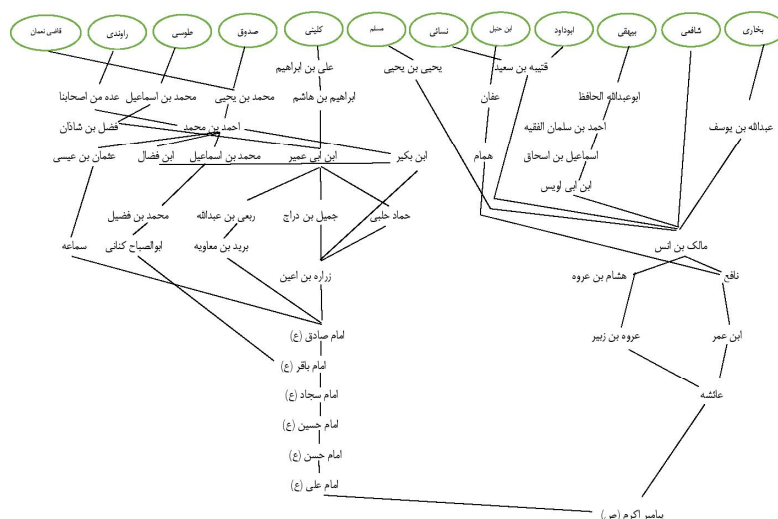 بخاری شافعی بیهقی ابوداود ابن حنبل نسائی مسلم کلینی صدوق طوسی راوندی قاضی نعمان
قتیبه بن سعید یحیی بن یحیی علی بن ابراهیم
ابوعبدالله الحافظ عفان ابراهیم بن هاشم محمد بن یحیی محمد بن اسماعیل عده من اصحابنا
عبدالله بن یوسف احمد بن سلمان الفقیه احمد بن محمد فضل بن شاذان
اسماعیل بن اسحاق همام ابن بکیر ابن ابی عمیر محمد بن اسماعیل ابن فضال عثمان بن عیسی
ابن ابی اویس
حماد حلبی جمیل بن دراج ربعی بن عبدالله محمد بن فضیل
مالک بن انس برید بن معاویه ابوالصباح کنانی سماعه
نافع هشام بن عروه زراره بن اعین
ابن عمر عروه بن زبیر امام صادق (ع)
امام باقر (ع)
عائشه امام سجاد (ع)
امام حسین (ع)
امام حسن (ع)
امام علی (ع)
پیامبر اکرم (ص)